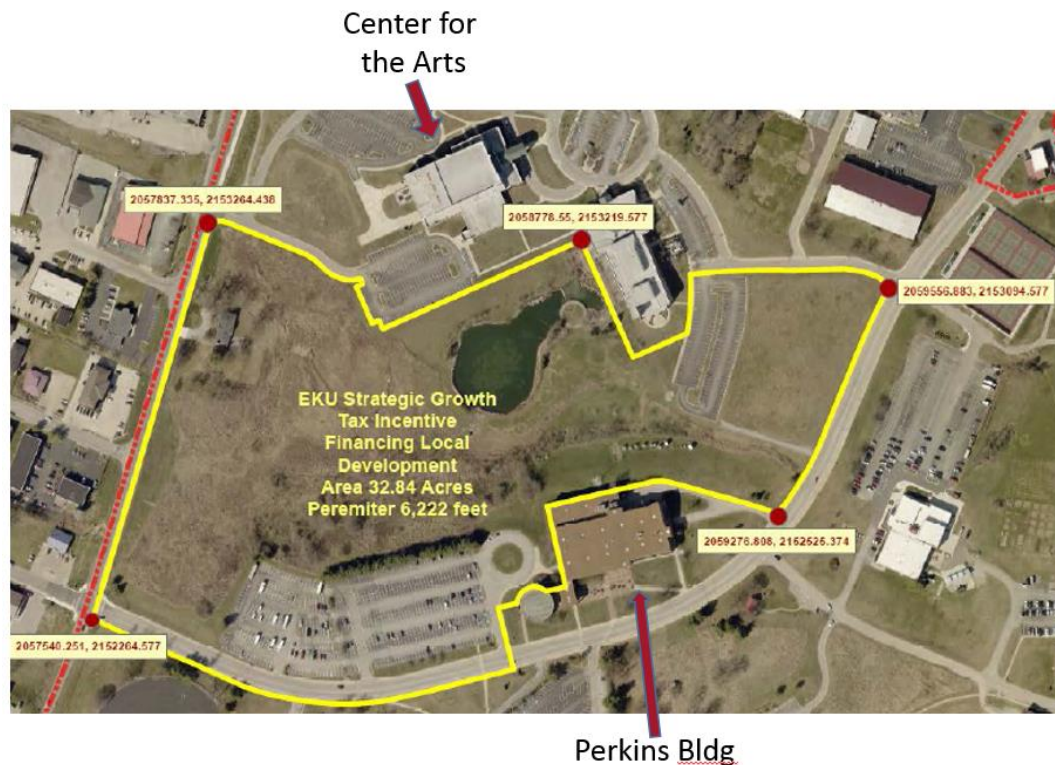 Center for
the Arts
2057837.335, 2153264.438
2058778.55, 2153219.577
2059556.883, 2153094.577
EKU Strategic Growth
Tax Incentive
Financing Local
Development
Area 32.84 Acres
Peremiter 6,222 feet
2059276.808, 2152525.374
2057540.251, 2152264.577
Perkins Bldg